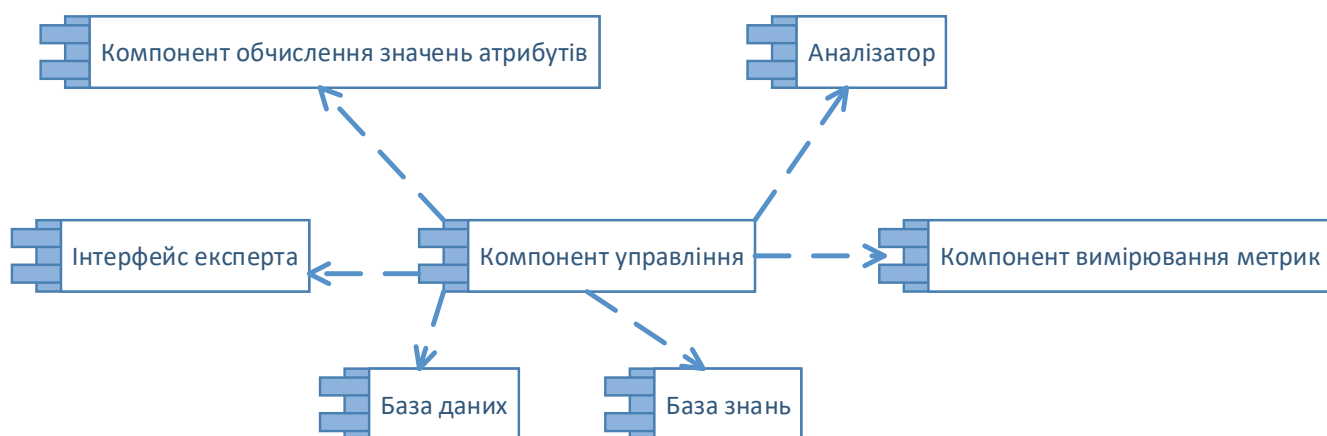 Компонент обчислення значень атрибутів
Аналізатор
Інтерфейс експерта
Компонент управління
Компонент вимірювання метрик
База даних
База знань